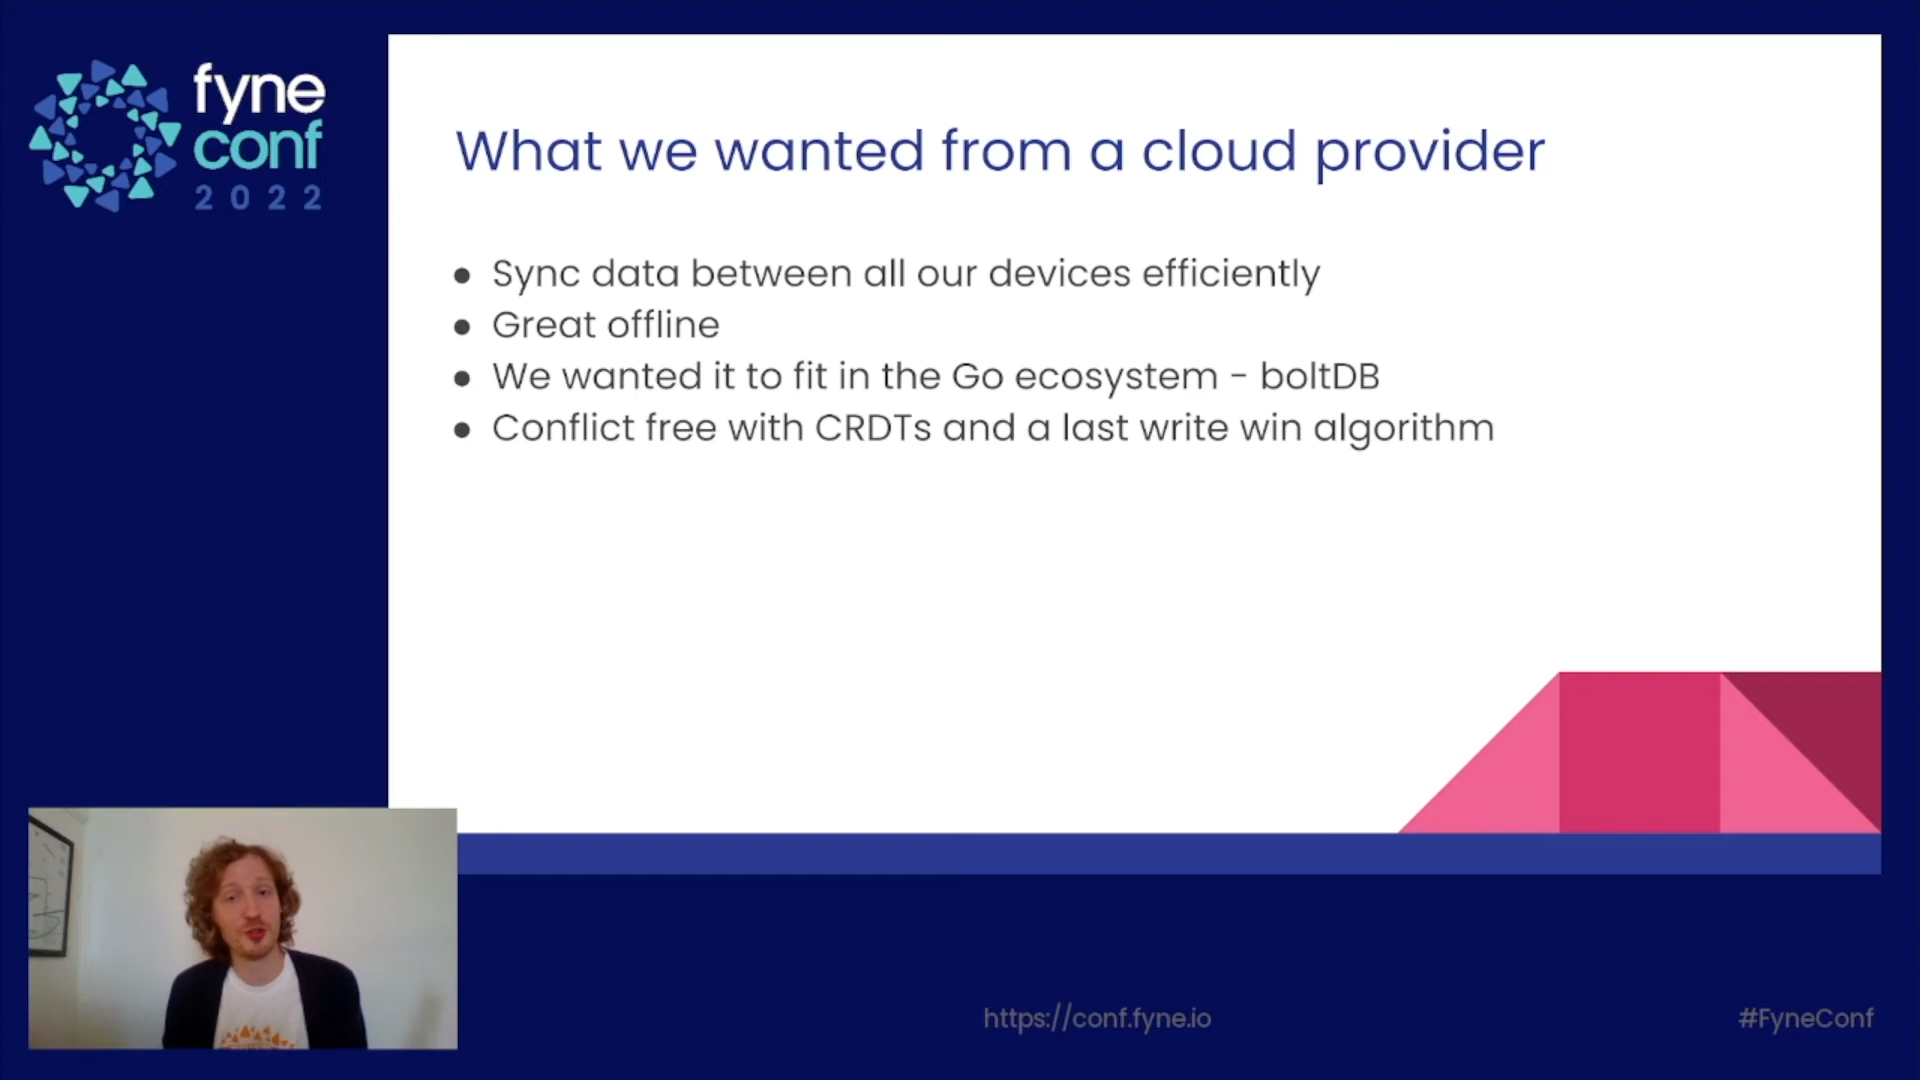 fyne
conf
2022
What we wanted from a cloud provider
● Sync data between all our devices efficiently
● Great offline
● We wanted it to fit in the Go ecosystem - boltDB
● Conflict free with CRDTs and a last write win algorithm
https://conf.fyne.io
#FyneConf